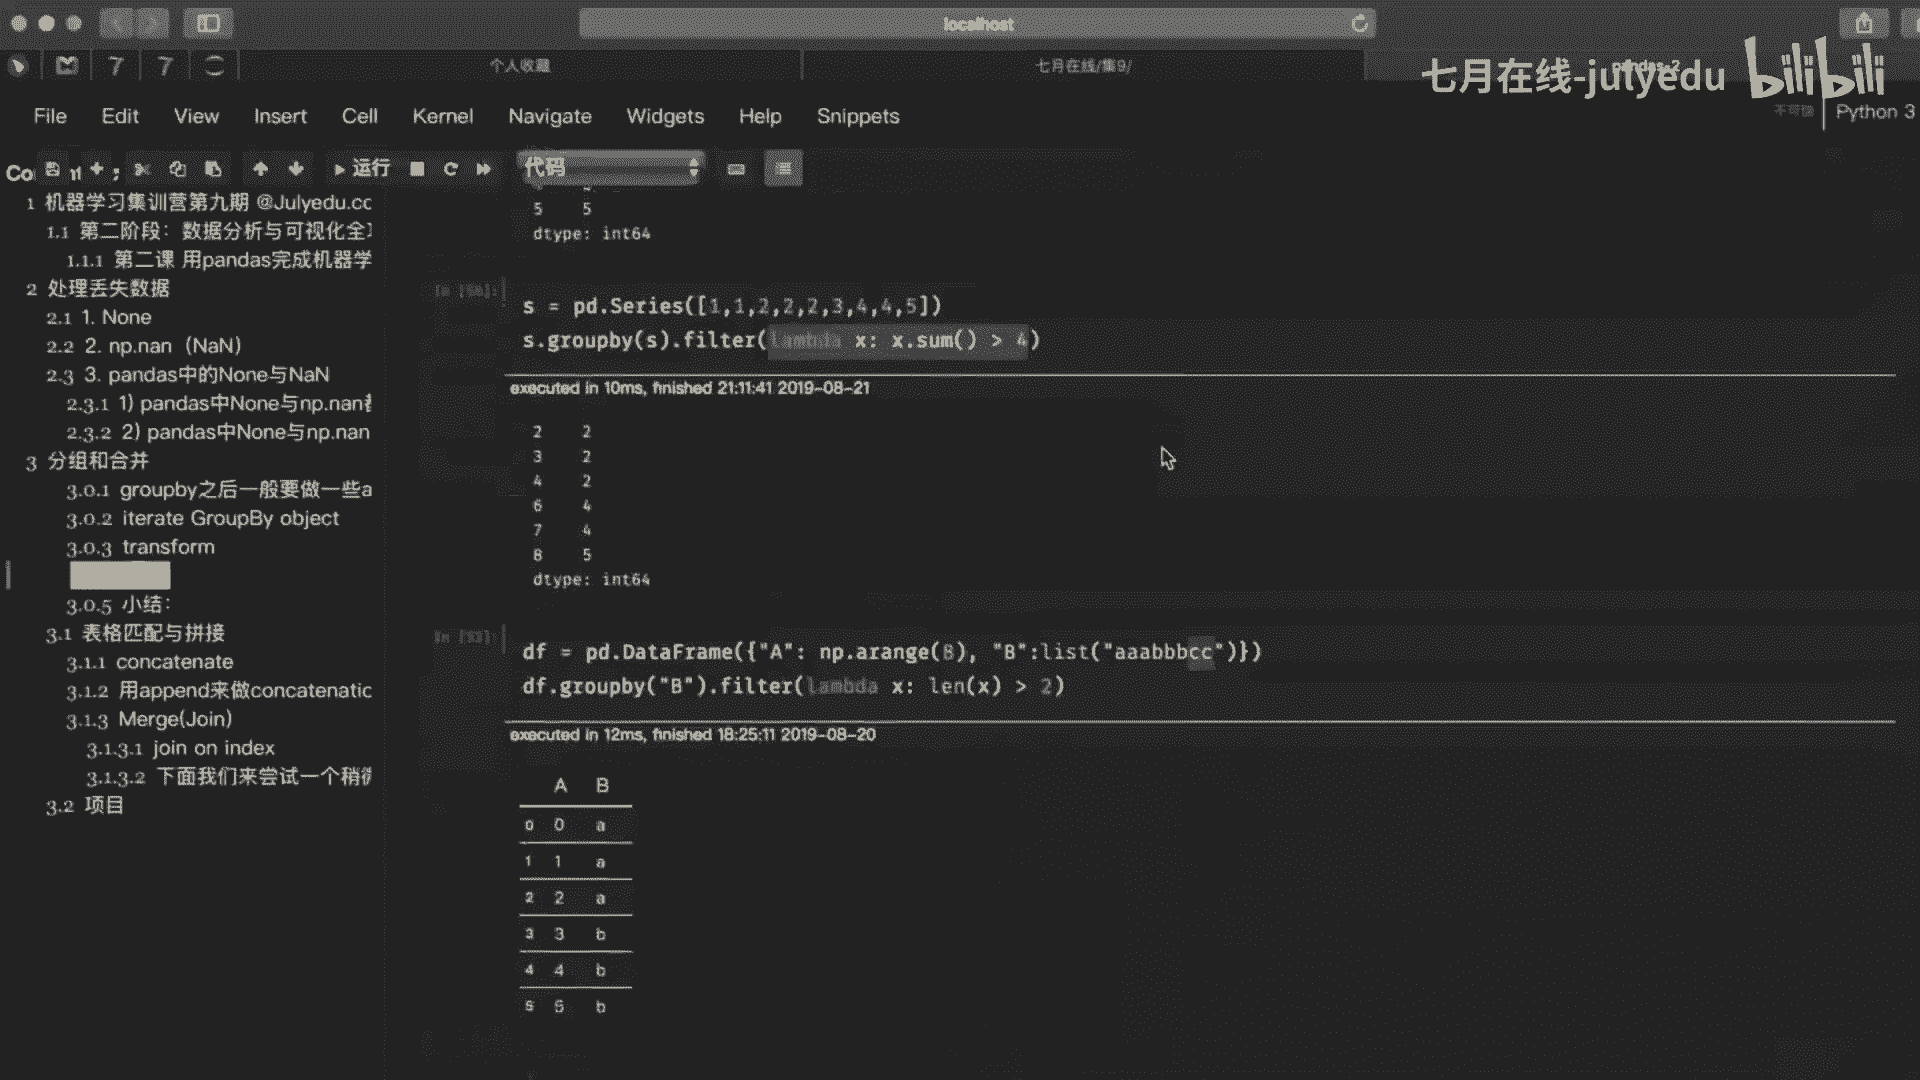 localhost
个人收藏
七月在线/集9/
七月在线-julyedu bilibili
File Edit View Insert Cell Kernel Navigate Widgets Help Snippets
Python 3
运行 代码
1 机器学习集训营第九期 @Julyedu.cc
1.1 第二阶段：数据分析与可视化全
1.1.1 第二课 用pandas完成机器学
2 处理丢失数据
2.1 1. None
2.2 2. np.nan（NaN）
2.3 3. pandas中的None与NaN
2.3.1 1) pandas中None与np.nan
2.3.2 2) pandas中None与np.nan
3 分组和合并
3.0.1 groupby之后一般要做一些a
3.0.2 iterate GroupBy object
3.0.3 transform
3.0.5 小结：
3.1 表格匹配与拼接
3.1.1 concatenate
3.1.2 用append来做concatenatic
3.1.3 Merge(Join)
3.1.3.1 join on index
3.1.3.2 下面我们来尝试一个稍微
3.2 项目
5 5
dtype: int64
s = pd.Series([1,1,2,2,2,3,4,4,5])
s.groupby(s).filter(lambda x: x.sum() > 4)
executed in 10ms, finished 21:11:41 2019-08-21
2 2
3 2
4 2
6 4
7 4
8 5
dtype: int64
df = pd.DataFrame({"A": np.arange(8), "B":list("aaabbbcc")})
df.groupby("B").filter(lambda x: len(x) > 2)
executed in 12ms, finished 18:25:11 2019-08-20
A B
0 0 a
1 1 a
2 2 a
3 3 b
4 4 b
5 5 b